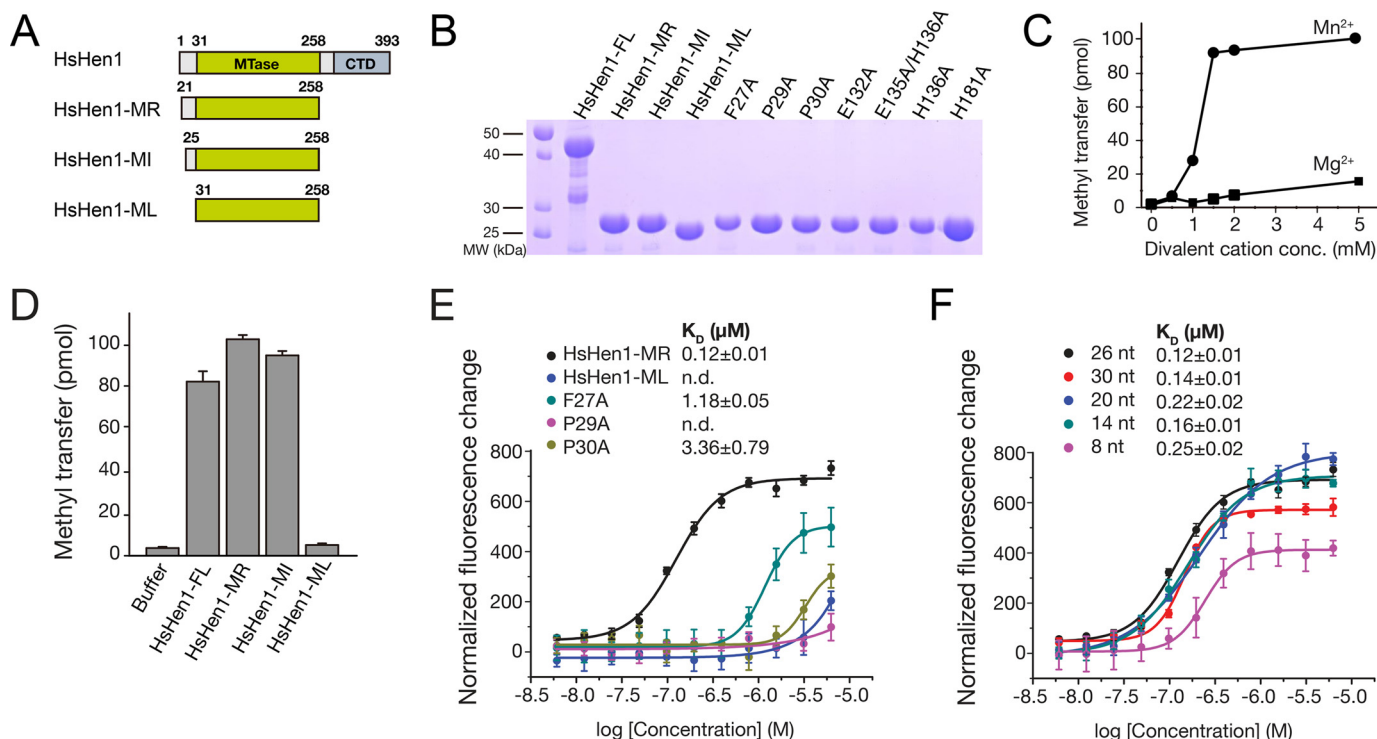 A
1 31 258 393
HsHen1 MTase CTD
21 258
HsHen1-MR
25 258
HsHen1-MI
31 258
HsHen1-ML
B
HsHen1-FL
HsHen1-MR
HsHen1-MI
HsHen1-ML
F27A
P29A
P30A
E132A
E135A/H136A
H136A
H181A
50
40
30
25
MW (kDa)
C
Methyl transfer (pmol)
100
80
60
40
20
0
Mn2+
Mg2+
0 1 2 3 4 5
Divalent cation conc. (mM)
D
Methyl transfer (pmol)
100
80
60
40
20
0
Buffer
HsHen1-FL
HsHen1-MR
HsHen1-MI
HsHen1-ML
E
KD (µM)
HsHen1-MR 0.12±0.01
HsHen1-ML n.d.
F27A 1.18±0.05
P29A n.d.
P30A 3.36±0.79
Normalized fluorescence change
800
600
400
200
0
-8.5 -8.0 -7.5 -7.0 -6.5 -6.0 -5.5 -5.0
log [Concentration] (M)
F
KD (µM)
26 nt 0.12±0.01
30 nt 0.14±0.01
20 nt 0.22±0.02
14 nt 0.16±0.01
8 nt 0.25±0.02
Normalized fluorescence change
800
600
400
200
0
-8.5 -8.0 -7.5 -7.0 -6.5 -6.0 -5.5 -5.0
log [Concentration] (M)